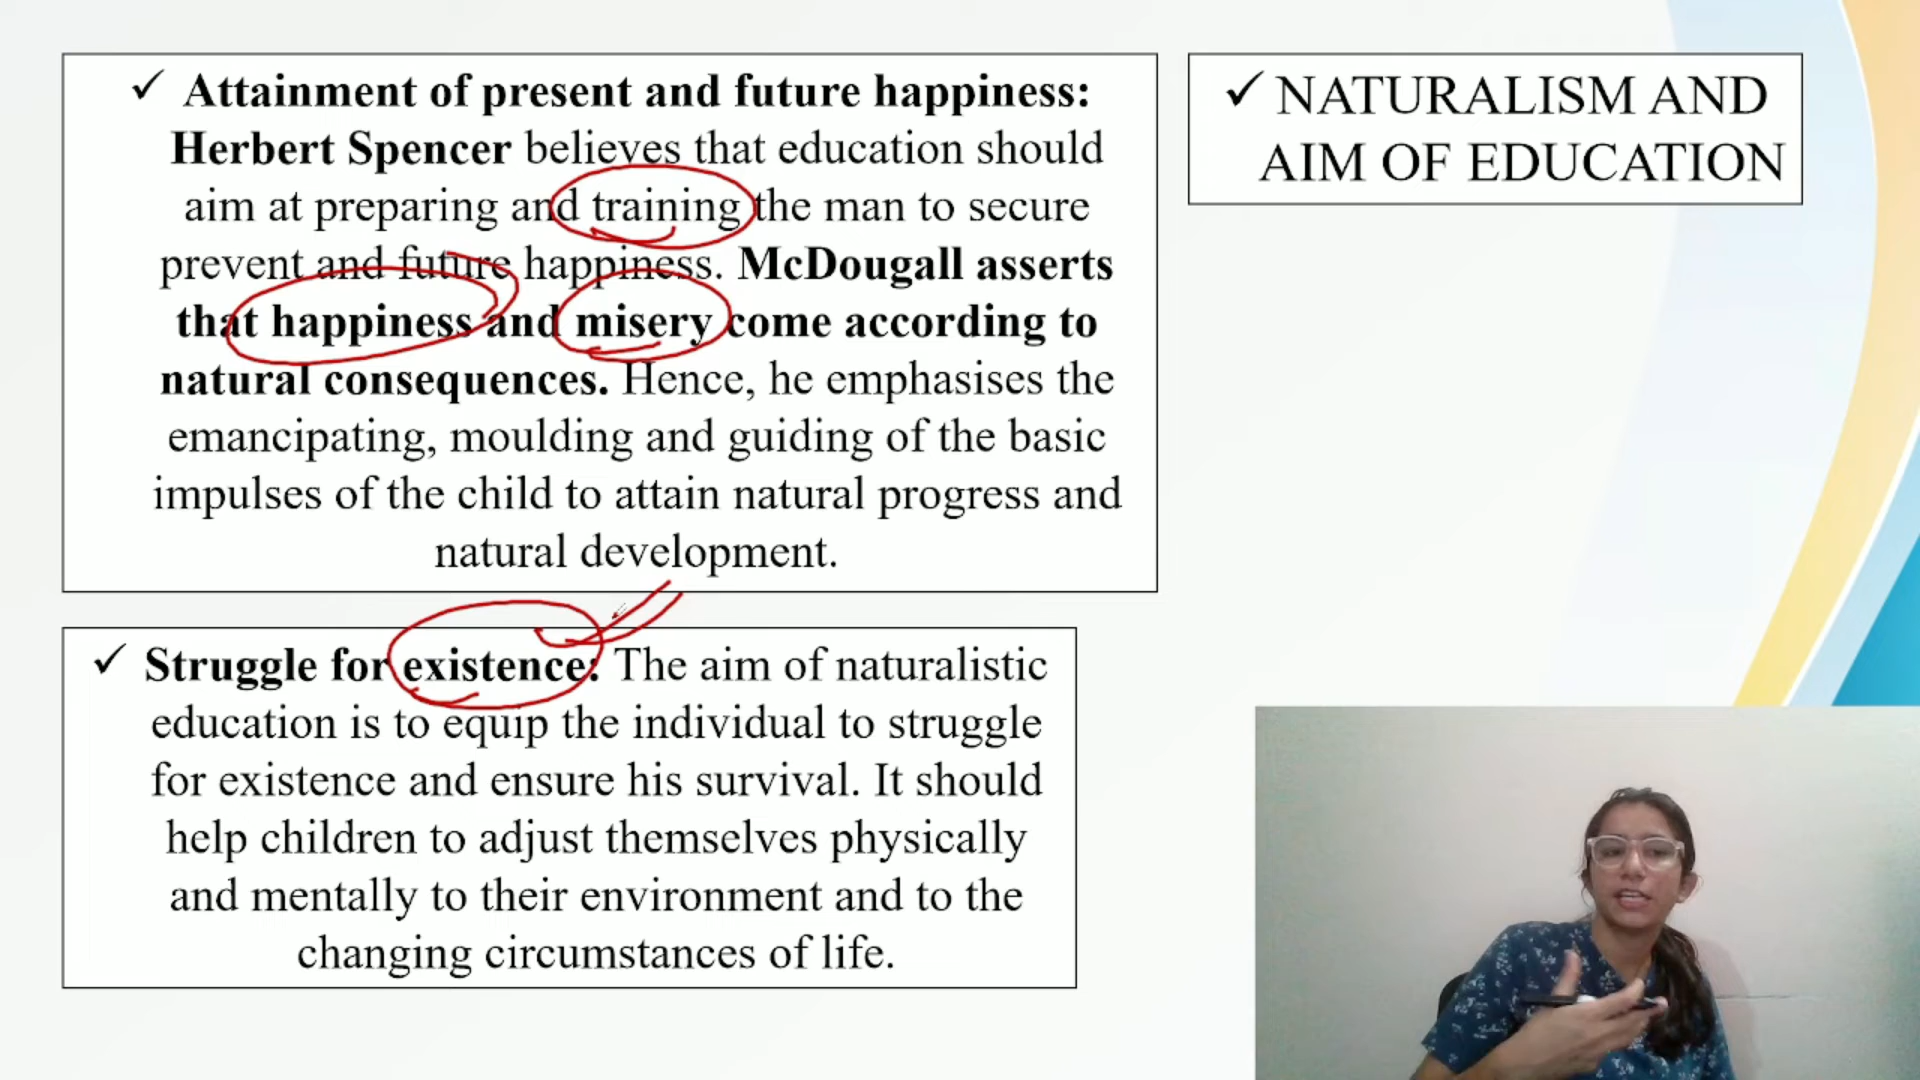 ✓ Attainment of present and future happiness:
Herbert Spencer believes that education should
aim at preparing and training the man to secure
prevent and future happiness. McDougall asserts
that happiness and misery come according to
natural consequences. Hence, he emphasises the
emancipating, moulding and guiding of the basic
impulses of the child to attain natural progress and
natural development.
✓ Struggle for existence: The aim of naturalistic
education is to equip the individual to struggle
for existence and ensure his survival. It should
help children to adjust themselves physically
and mentally to their environment and to the
changing circumstances of life.
✓ NATURALISM AND
AIM OF EDUCATION